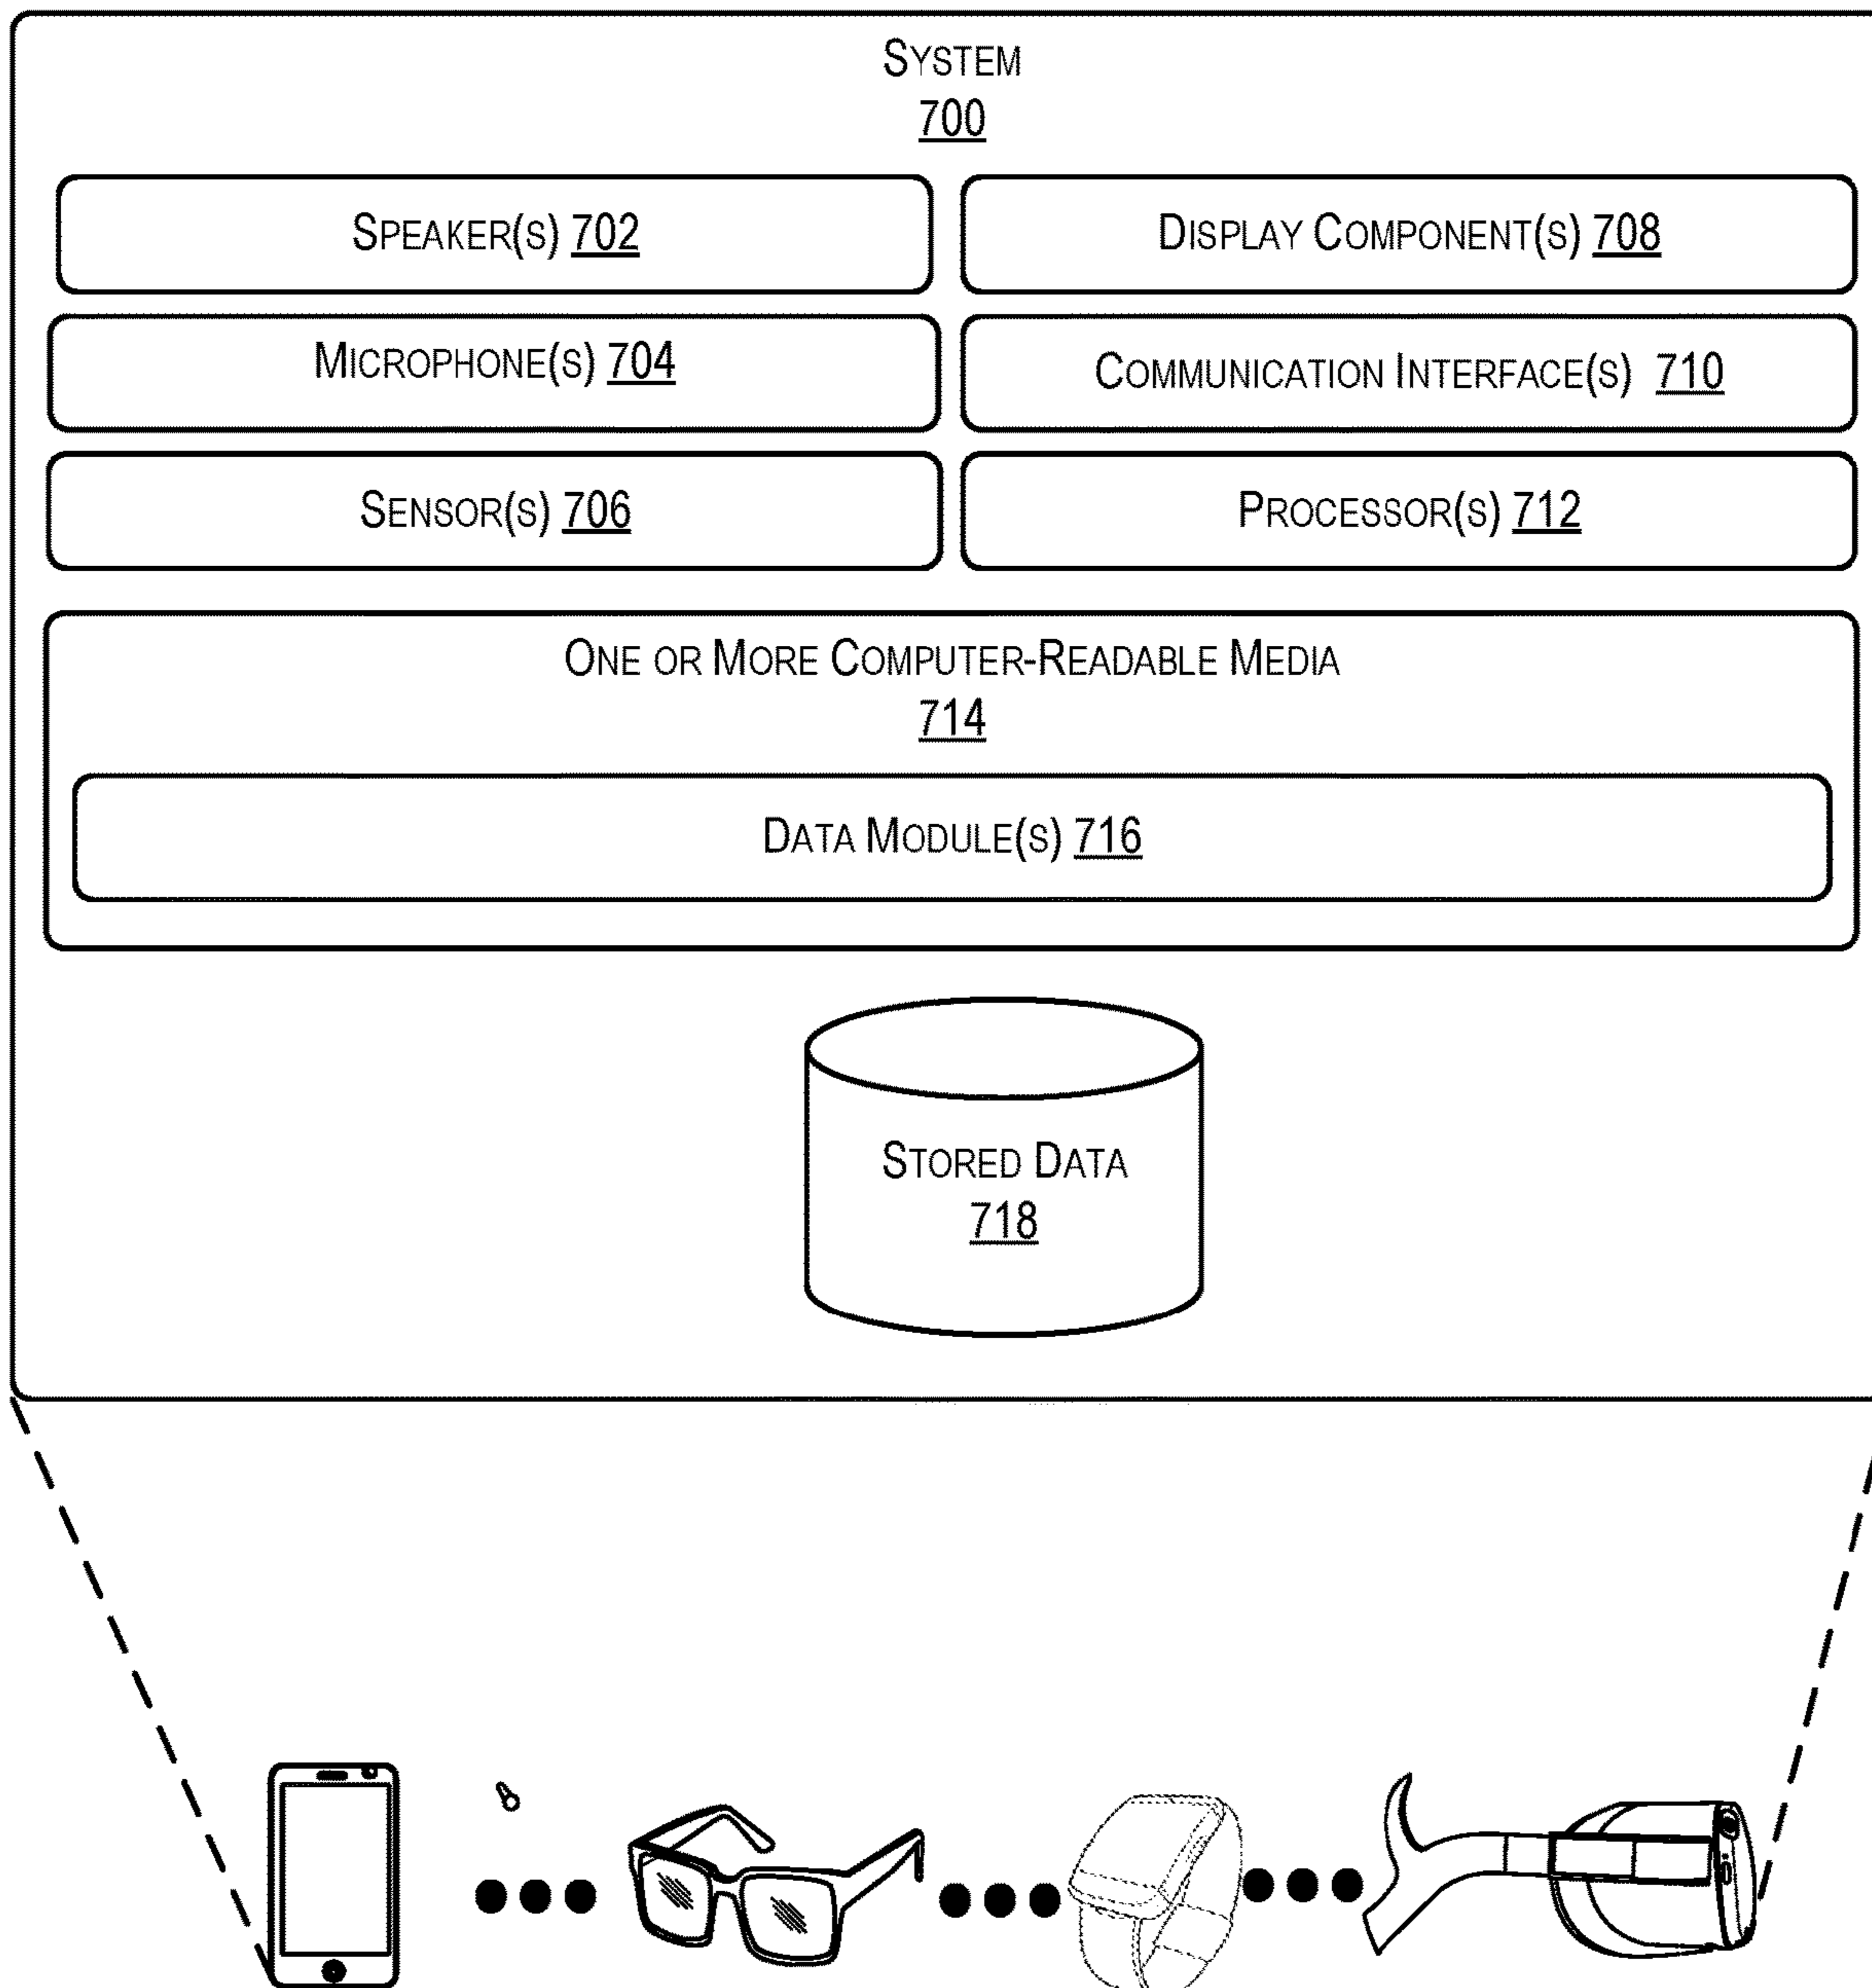 SYSTEM
700
SPEAKER(S) 702
DISPLAY COMPONENT(S) 708
MICROPHONE(S) 704
COMMUNICATION INTERFACE(S) 710
SENSOR(S) 706
PROCESSOR(S) 712
ONE OR MORE COMPUTER-READABLE MEDIA
714
DATA MODULE(S) 716
STORED DATA
718